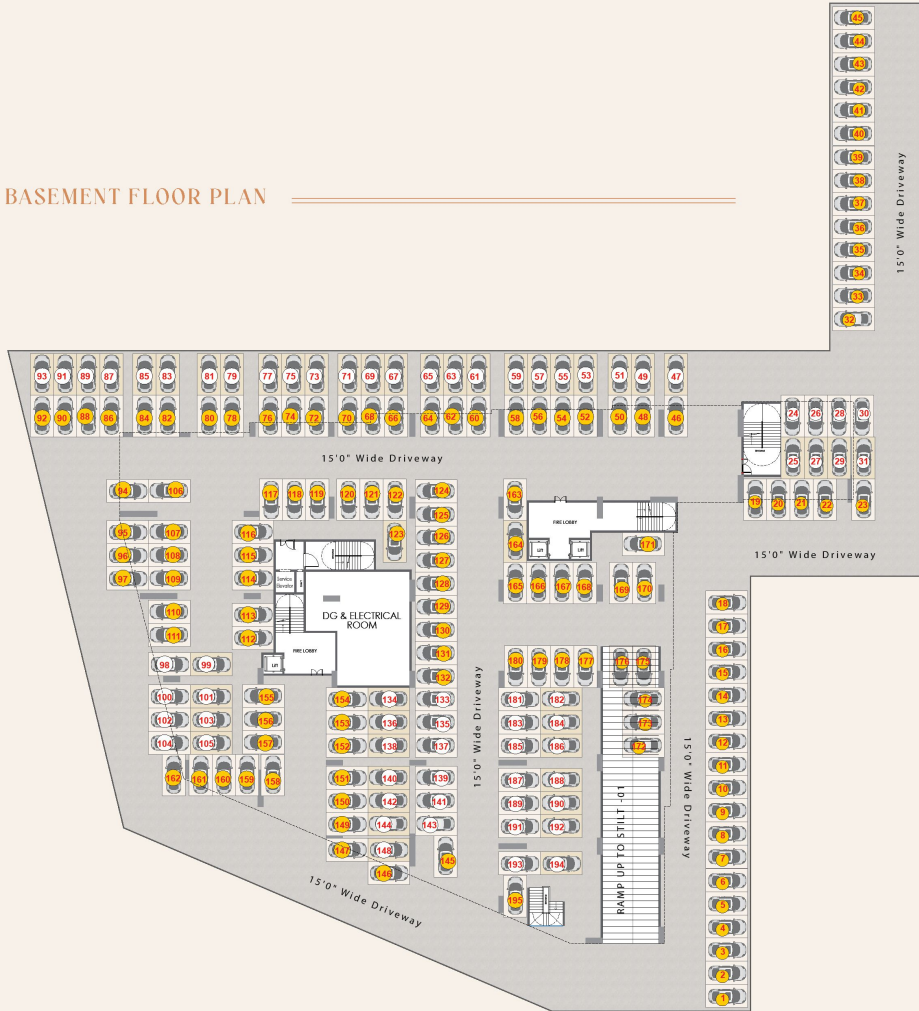 45
44
43
42
41
40
39
38
37
36
35
34
33
32
15'0" Wide Driveway
BASEMENT FLOOR PLAN
93 91 89 87 85 83 81 79 77 75 73 71 69 67 65 63 61 59 57 55 53 51 49 47
92 90 88 86 84 82 80 78 76 74 72 70 68 66 64 62 60 58 56 54 52 50 48 46
24 26 28 30
25 27 29 31
19 20 21 22 23
15'0" Wide Driveway
15'0" Wide Driveway
94 106
95 107
96 108
97 109
110
111
98 99
100 101
102 103
104 105
162 161 160 159 158
117 118 119 120 121 122
123
116
115
114
113
112
155
156
157
Service
Elevator
DG & ELECTRICAL
ROOM
FIRE LOBBY
Lift
124
125
126
127
128
129
130
131
132
154 134 133
153 136 135
152 138 137
151 140 139
150 142 141
149 144 143
147 148
146
145
15'0" Wide Driveway
15'0" Wide Driveway
163
164
FIRE LOBBY
Lift Lift
171
165 166 167 168 169 170
180 179 178 177 176 175
181 182 174
183 184 173
185 186 172
187 188
189 190
191 192
193 194
195
RAMP UP TO STILT -01
15'0" Wide Driveway
18
17
16
15
14
13
12
11
10
9
8
7
6
5
4
3
2
1